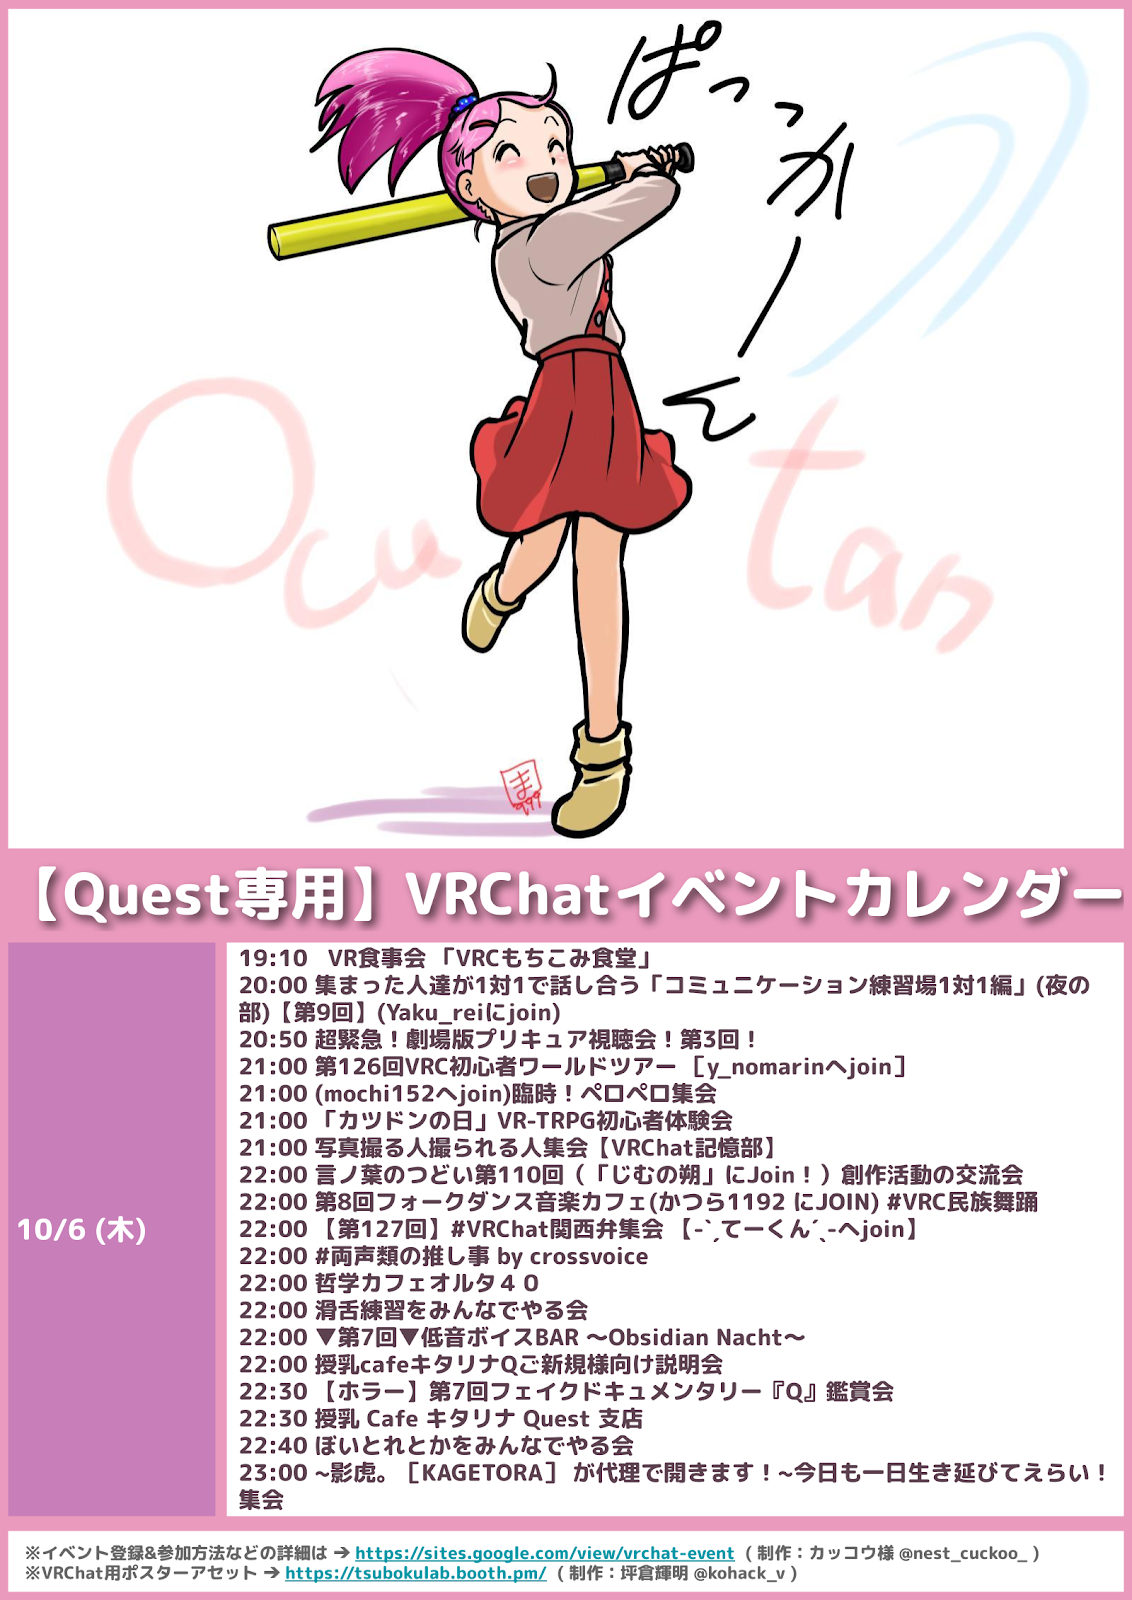 ぱっっかーん
Ocu tan
ま
999
【Quest専用】VRChatイベントカレンダー
10/6 (木)
19:10 VR食事会 「VRCもちこみ食堂」
20:00 集まった人達が1対1で話し合う「コミュニケーション練習場1対1編」(夜の
部)【第9回】(Yaku_reiにjoin)
20:50 超緊急！劇場版プリキュア視聴会！第3回！
21:00 第126回VRC初心者ワールドツアー ［y_nomarinへjoin］
21:00 (mochi152へjoin)臨時！ペロペロ集会
21:00 「カツドンの日」VR-TRPG初心者体験会
21:00 写真撮る人撮られる人集会【VRChat記憶部】
22:00 言ノ葉のつどい第110回（「じむの朔」にJoin！）創作活動の交流会
22:00 第8回フォークダンス音楽カフェ(かつら1192 にJOIN) #VRC民族舞踊
22:00 【第127回】#VRChat関西弁集会 【-ˋˏてーくんˊˎ-へjoin】
22:00 #両声類の推し事 by crossvoice
22:00 哲学カフェオルタ４０
22:00 滑舌練習をみんなでやる会
22:00 ▼第7回▼低音ボイスBAR ～Obsidian Nacht～
22:00 授乳cafeキタリナQご新規様向け説明会
22:30 【ホラー】第7回フェイクドキュメンタリー『Q』鑑賞会
22:30 授乳 Cafe キタリナ Quest 支店
22:40 ぼいとれとかをみんなでやる会
23:00 ~影虎。［KAGETORA］ が代理で開きます！~今日も一日生き延びてえらい！
集会
※イベント登録&参加方法などの詳細は ➔ https://sites.google.com/view/vrchat-event ( 制作：カッコウ様 @nest_cuckoo_ )
※VRChat用ポスターアセット ➔ https://tsubokulab.booth.pm/ ( 制作：坪倉輝明 @kohack_v )